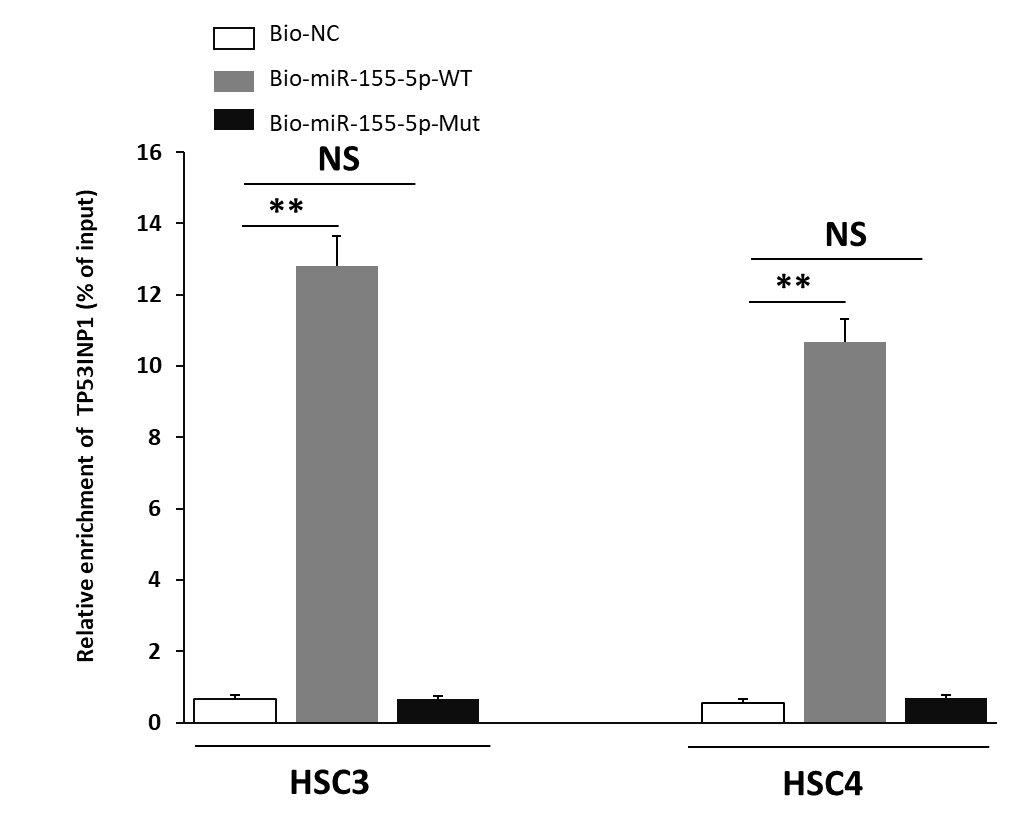 Bio-NC
Bio-miR-155-5p-WT
Bio-miR-155-5p-Mut
Relative enrichment of TP53INP1 (% of input)
16
14
12
10
8
6
4
2
0
NS
**
NS
**
HSC3
HSC4